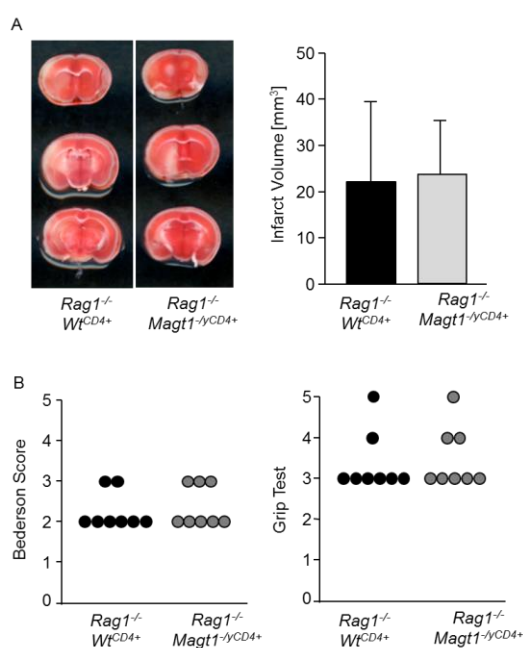 A
Rag1-/-
WtCD4+
Rag1-/-
Magt1-/yCD4+
Infarct Volume [mm3]
50
40
30
20
10
0
Rag1-/-
WtCD4+
Rag1-/-
Magt1-/yCD4+
B
Bederson Score
5
4
3
2
1
0
Rag1-/-
WtCD4+
Rag1-/-
Magt1-/yCD4+
Grip Test
5
4
3
2
1
0
Rag1-/-
WtCD4+
Rag1-/-
Magt1-/yCD4+